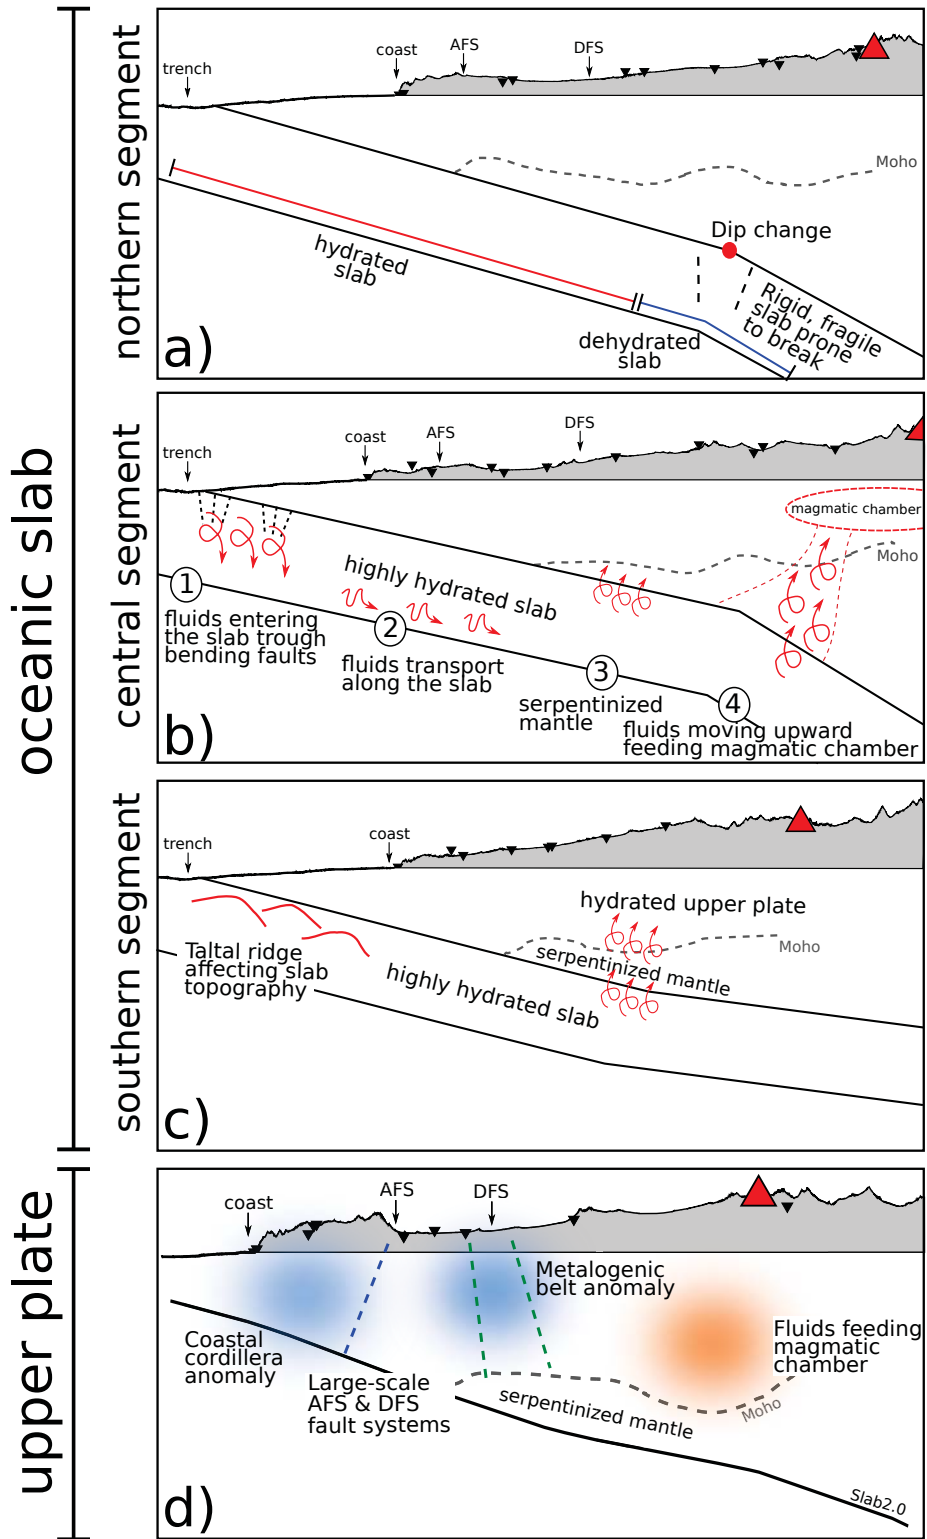 oceanic slab
upper plate
northern segment
trench
coast
AFS
DFS
Moho
Dip change
hydrated
slab
dehydrated
slab
Rigid, fragile
slab prone
to break
a)
central segment
trench
coast
AFS
DFS
magmatic chamber
Moho
highly hydrated slab
1
fluids entering
the slab trough
bending faults
2
fluids transport
along the slab
3
serpentinized
mantle
4
fluids moving upward
feeding magmatic chamber
b)
southern segment
trench
coast
hydrated upper plate
Moho
serpentinized mantle
Taltal ridge
affecting slab
topography
highly hydrated slab
c)
coast
AFS
DFS
Metalogenic
belt anomaly
Coastal
cordillera
anomaly
Fluids feeding
magmatic
chamber
Large-scale
AFS & DFS
fault systems
serpentinized mantle
Moho
Slab2.0
d)